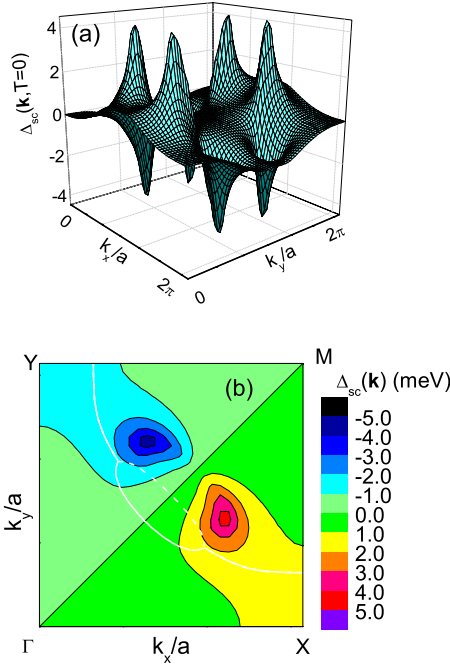 (a)
4
2
0
-2
-4
Δsc(k,T=0)
0
kx/a
2π
0
ky/a
2π
Y
M
(b)
Δsc(k) (meV)
-5.0
-4.0
-3.0
-2.0
-1.0
0.0
1.0
2.0
3.0
4.0
5.0
ky/a
Γ
kx/a
X